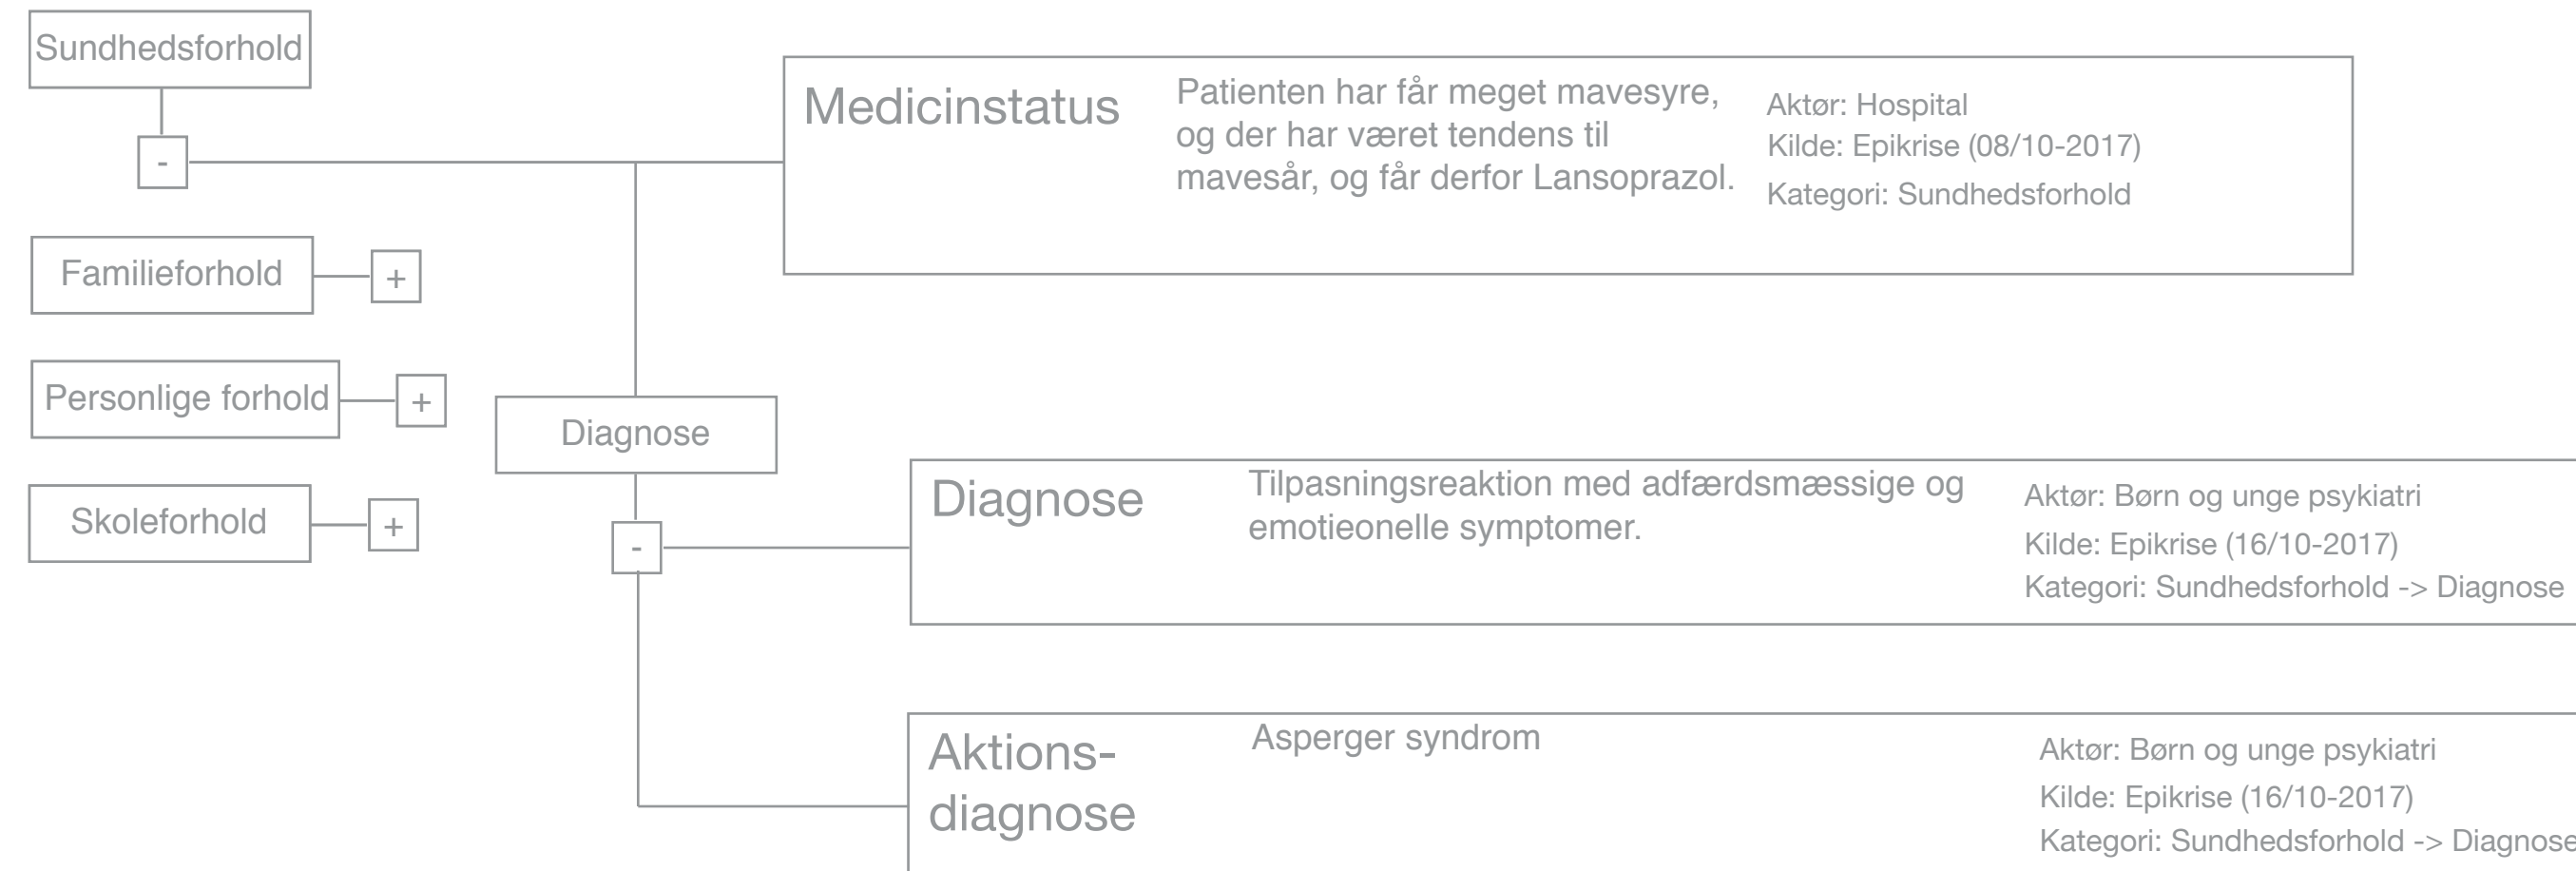 Sundhedsforhold
-
Medicinstatus
Patienten har får meget mavesyre,
og der har været tendens til
mavesår, og får derfor Lansoprazol.
Aktør: Hospital
Kilde: Epikrise (08/10-2017)
Kategori: Sundhedsforhold
Familieforhold
+
Personlige forhold
+
Skoleforhold
+
Diagnose
-
Diagnose
Tilpasningsreaktion med adfærdsmæssige og
emotieonelle symptomer.
Aktør: Børn og unge psykiatri
Kilde: Epikrise (16/10-2017)
Kategori: Sundhedsforhold -> Diagnose
Aktions-
diagnose
Asperger syndrom
Aktør: Børn og unge psykiatri
Kilde: Epikrise (16/10-2017)
Kategori: Sundhedsforhold -> Diagnose